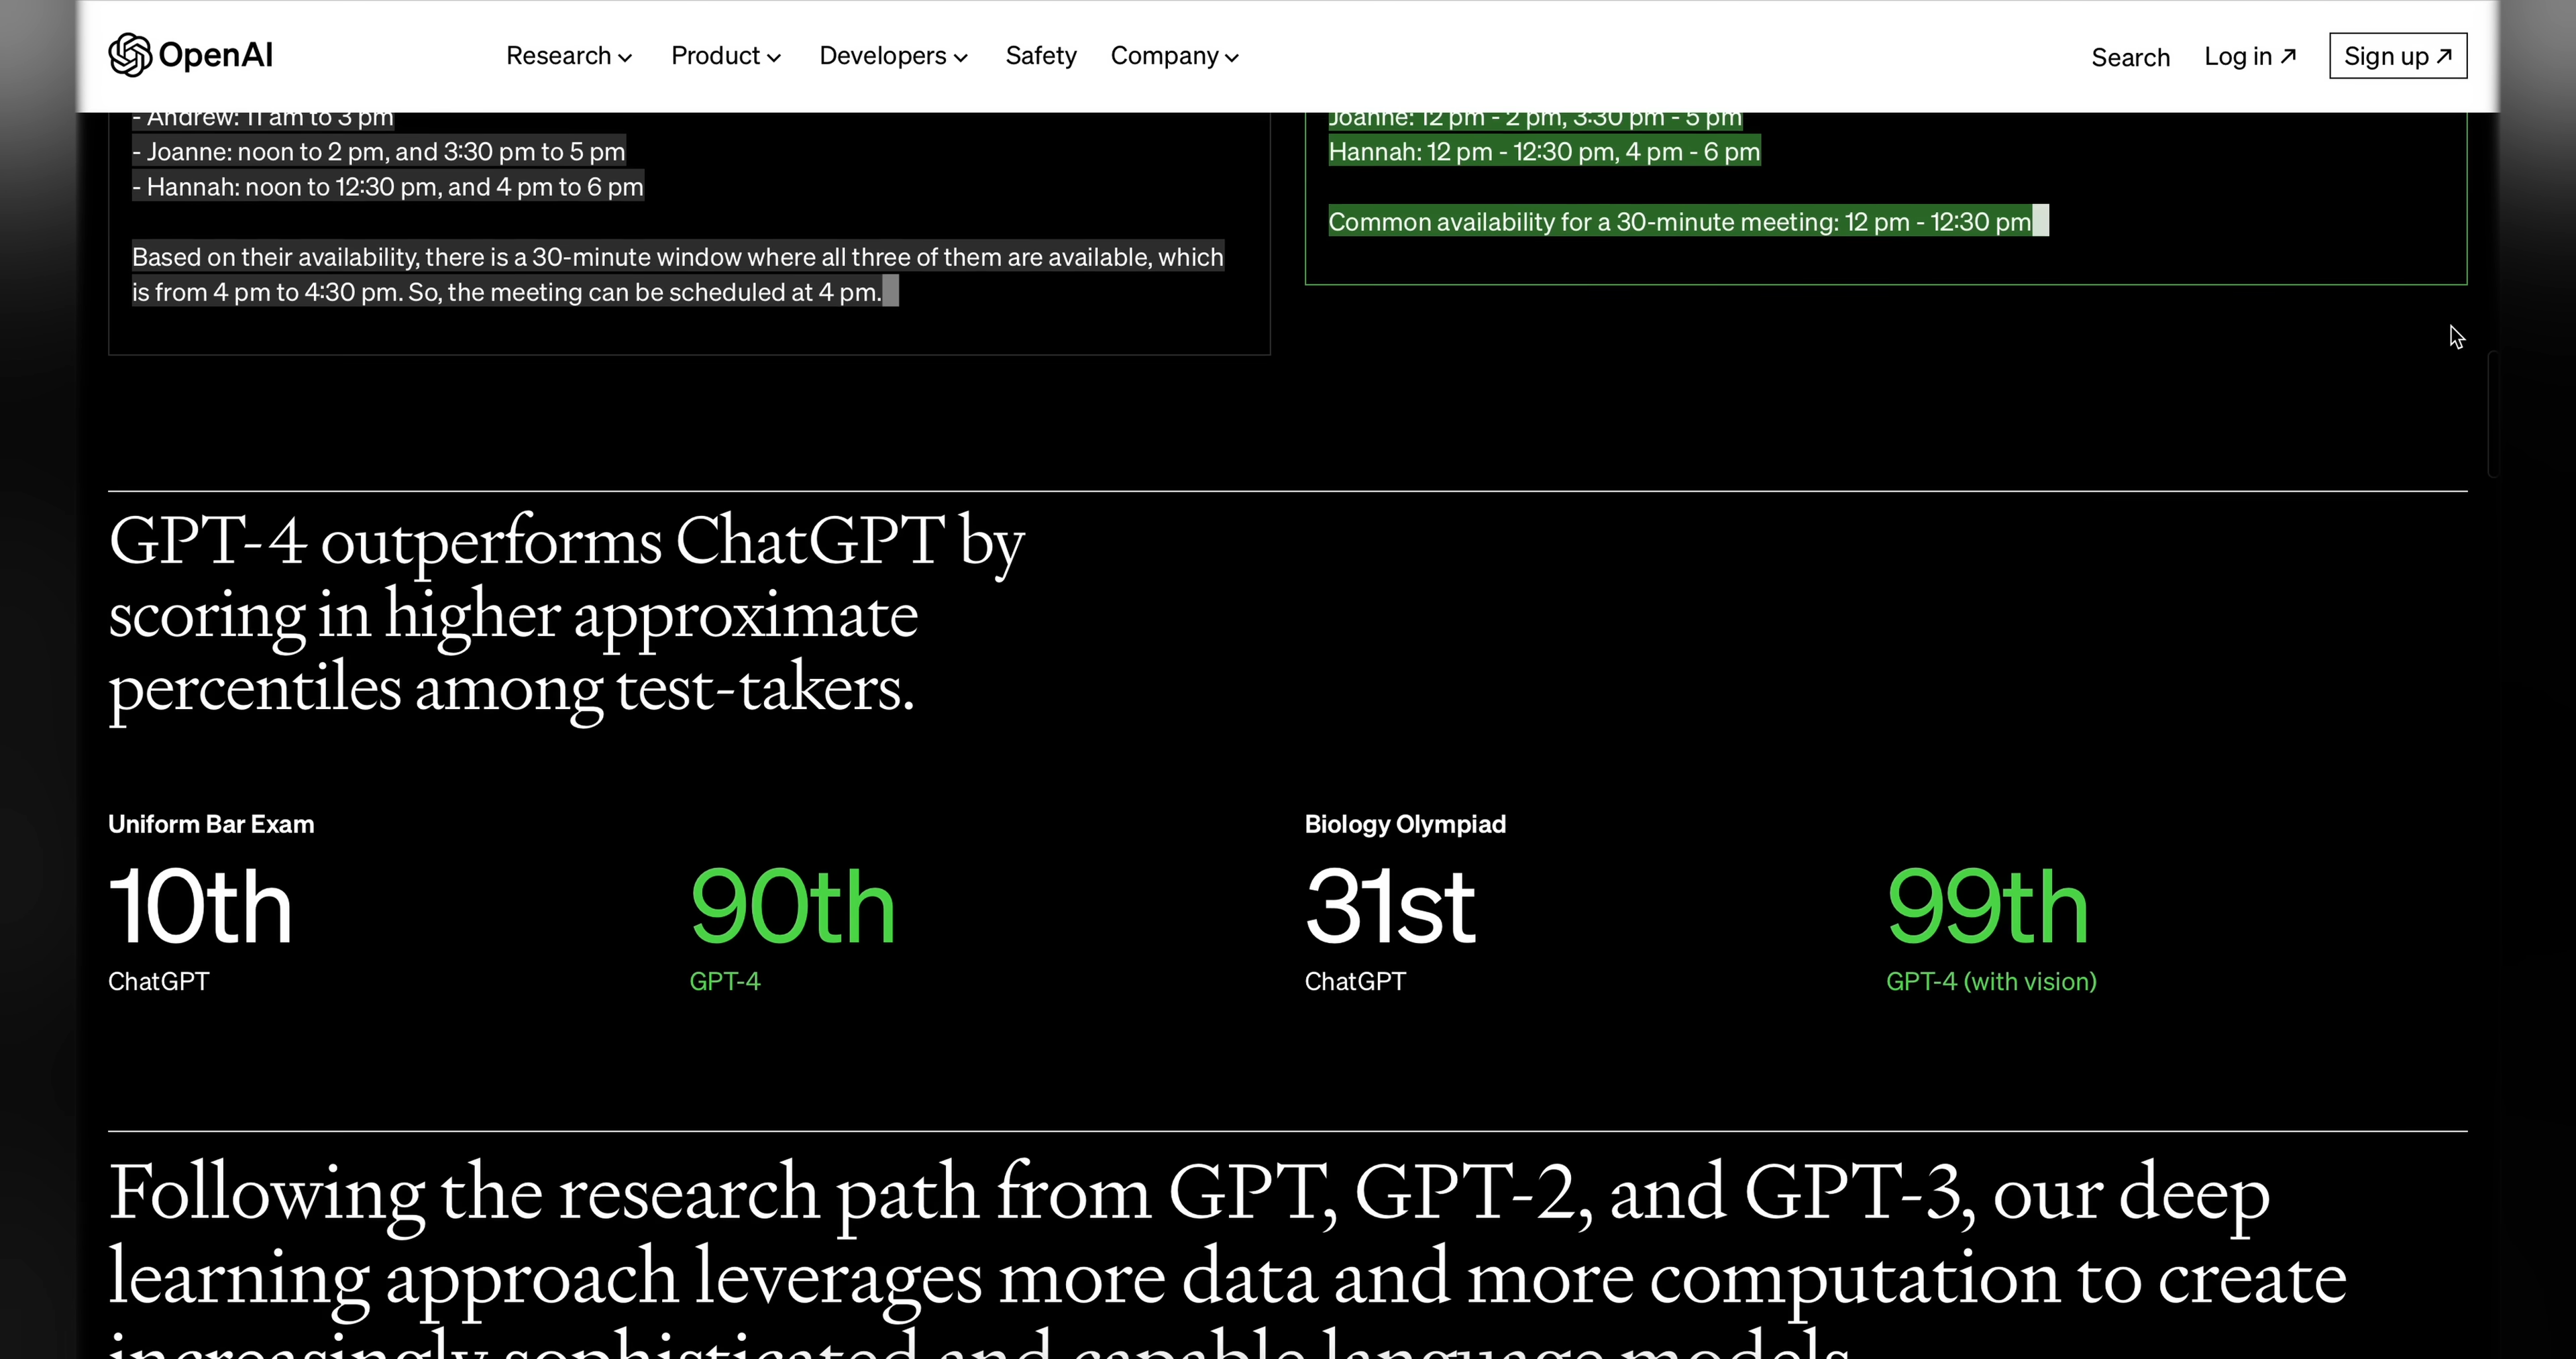 OpenAI
Research
Product
Developers
Safety
Company
Search
Log in ↗
Sign up ↗
- Andrew: 11 am to 3 pm
- Joanne: noon to 2 pm, and 3:30 pm to 5 pm
- Hannah: noon to 12:30 pm, and 4 pm to 6 pm
Based on their availability, there is a 30-minute window where all three of them are available, which
is from 4 pm to 4:30 pm. So, the meeting can be scheduled at 4 pm.
Joanne: 12 pm - 2 pm, 3:30 pm - 5 pm
Hannah: 12 pm - 12:30 pm, 4 pm - 6 pm
Common availability for a 30-minute meeting: 12 pm - 12:30 pm
GPT-4 outperforms ChatGPT by
scoring in higher approximate
percentiles among test-takers.
Uniform Bar Exam
10th
ChatGPT
90th
GPT-4
Biology Olympiad
31st
ChatGPT
99th
GPT-4 (with vision)
Following the research path from GPT, GPT-2, and GPT-3, our deep
learning approach leverages more data and more computation to create
increasingly sophisticated and capable language models.